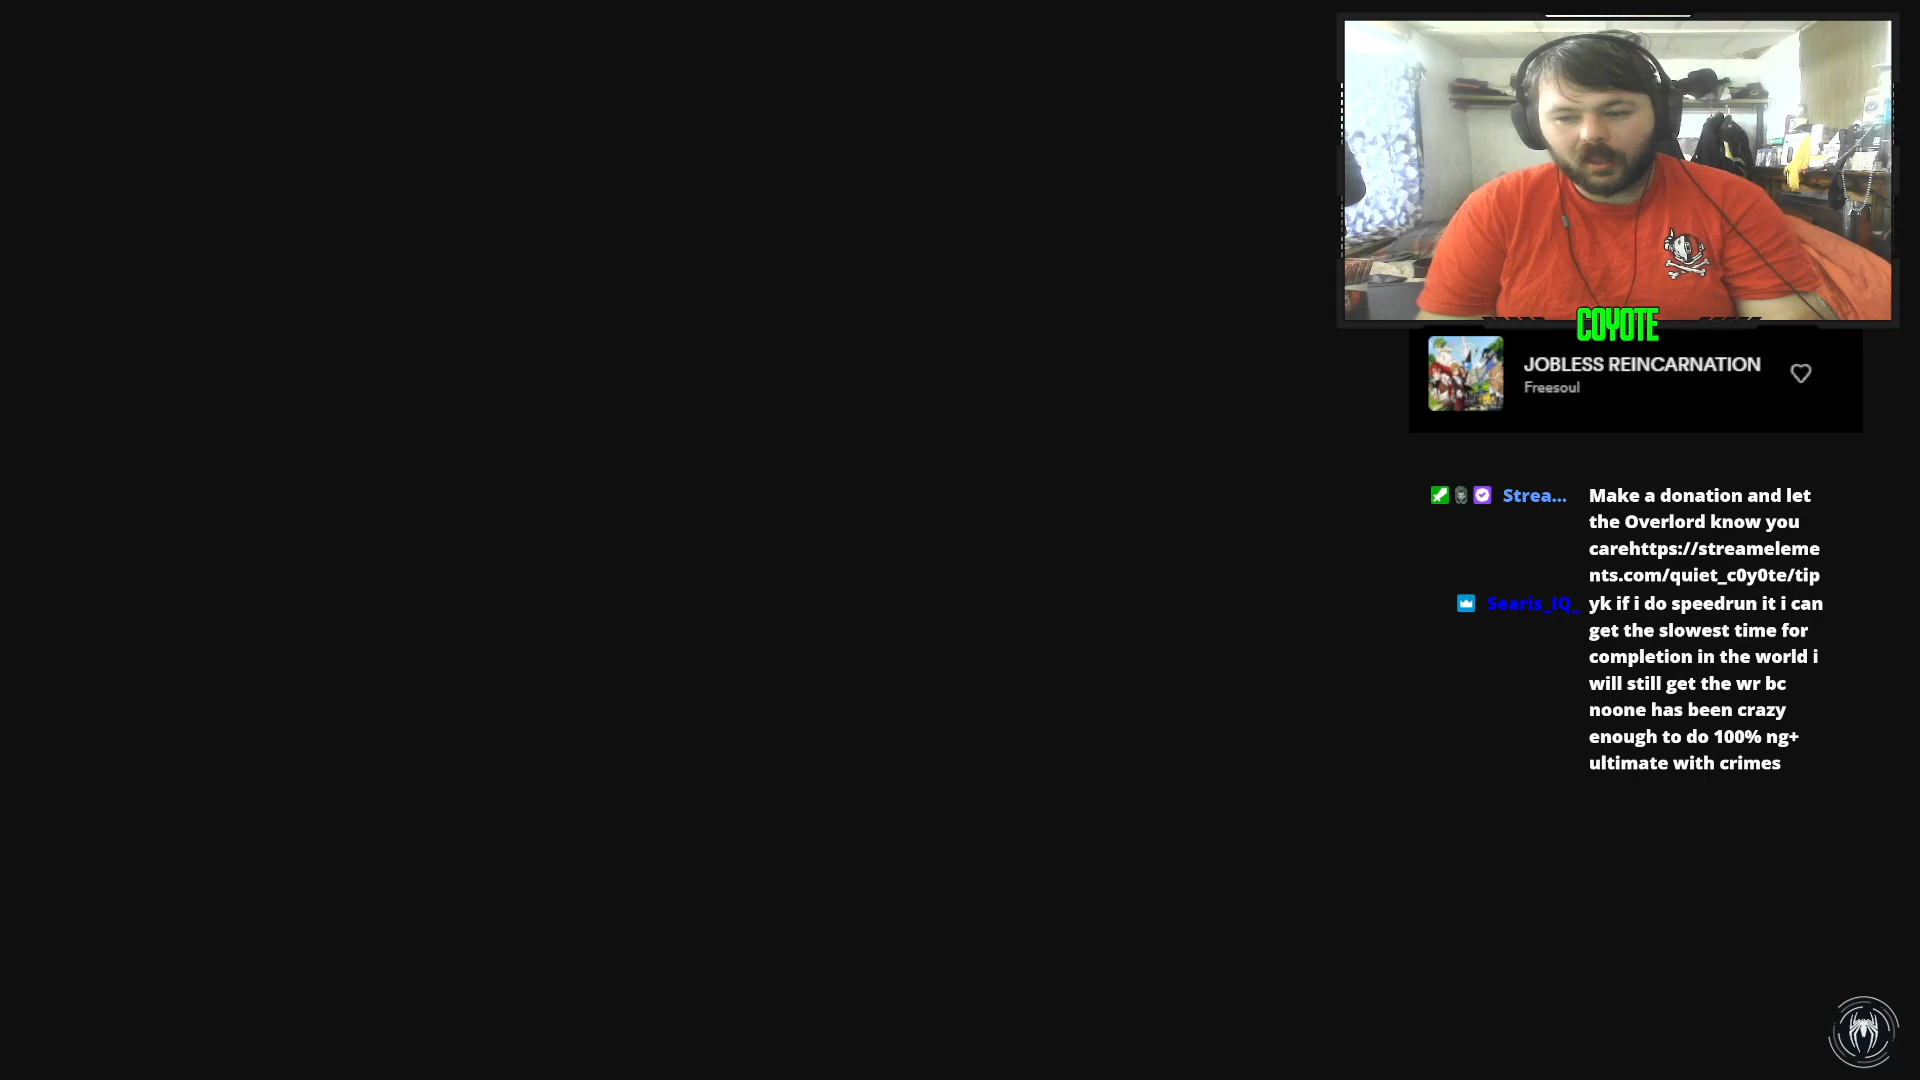 COYOTE
JOBLESS REINCARNATION
Freesoul
Strea... Make a donation and let
the Overlord know you
carehttps://streameleme
nts.com/quiet_c0y0te/tip
Searis_IQ_ yk if i do speedrun it i can
get the slowest time for
completion in the world i
will still get the wr bc
noone has been crazy
enough to do 100% ng+
ultimate with crimes